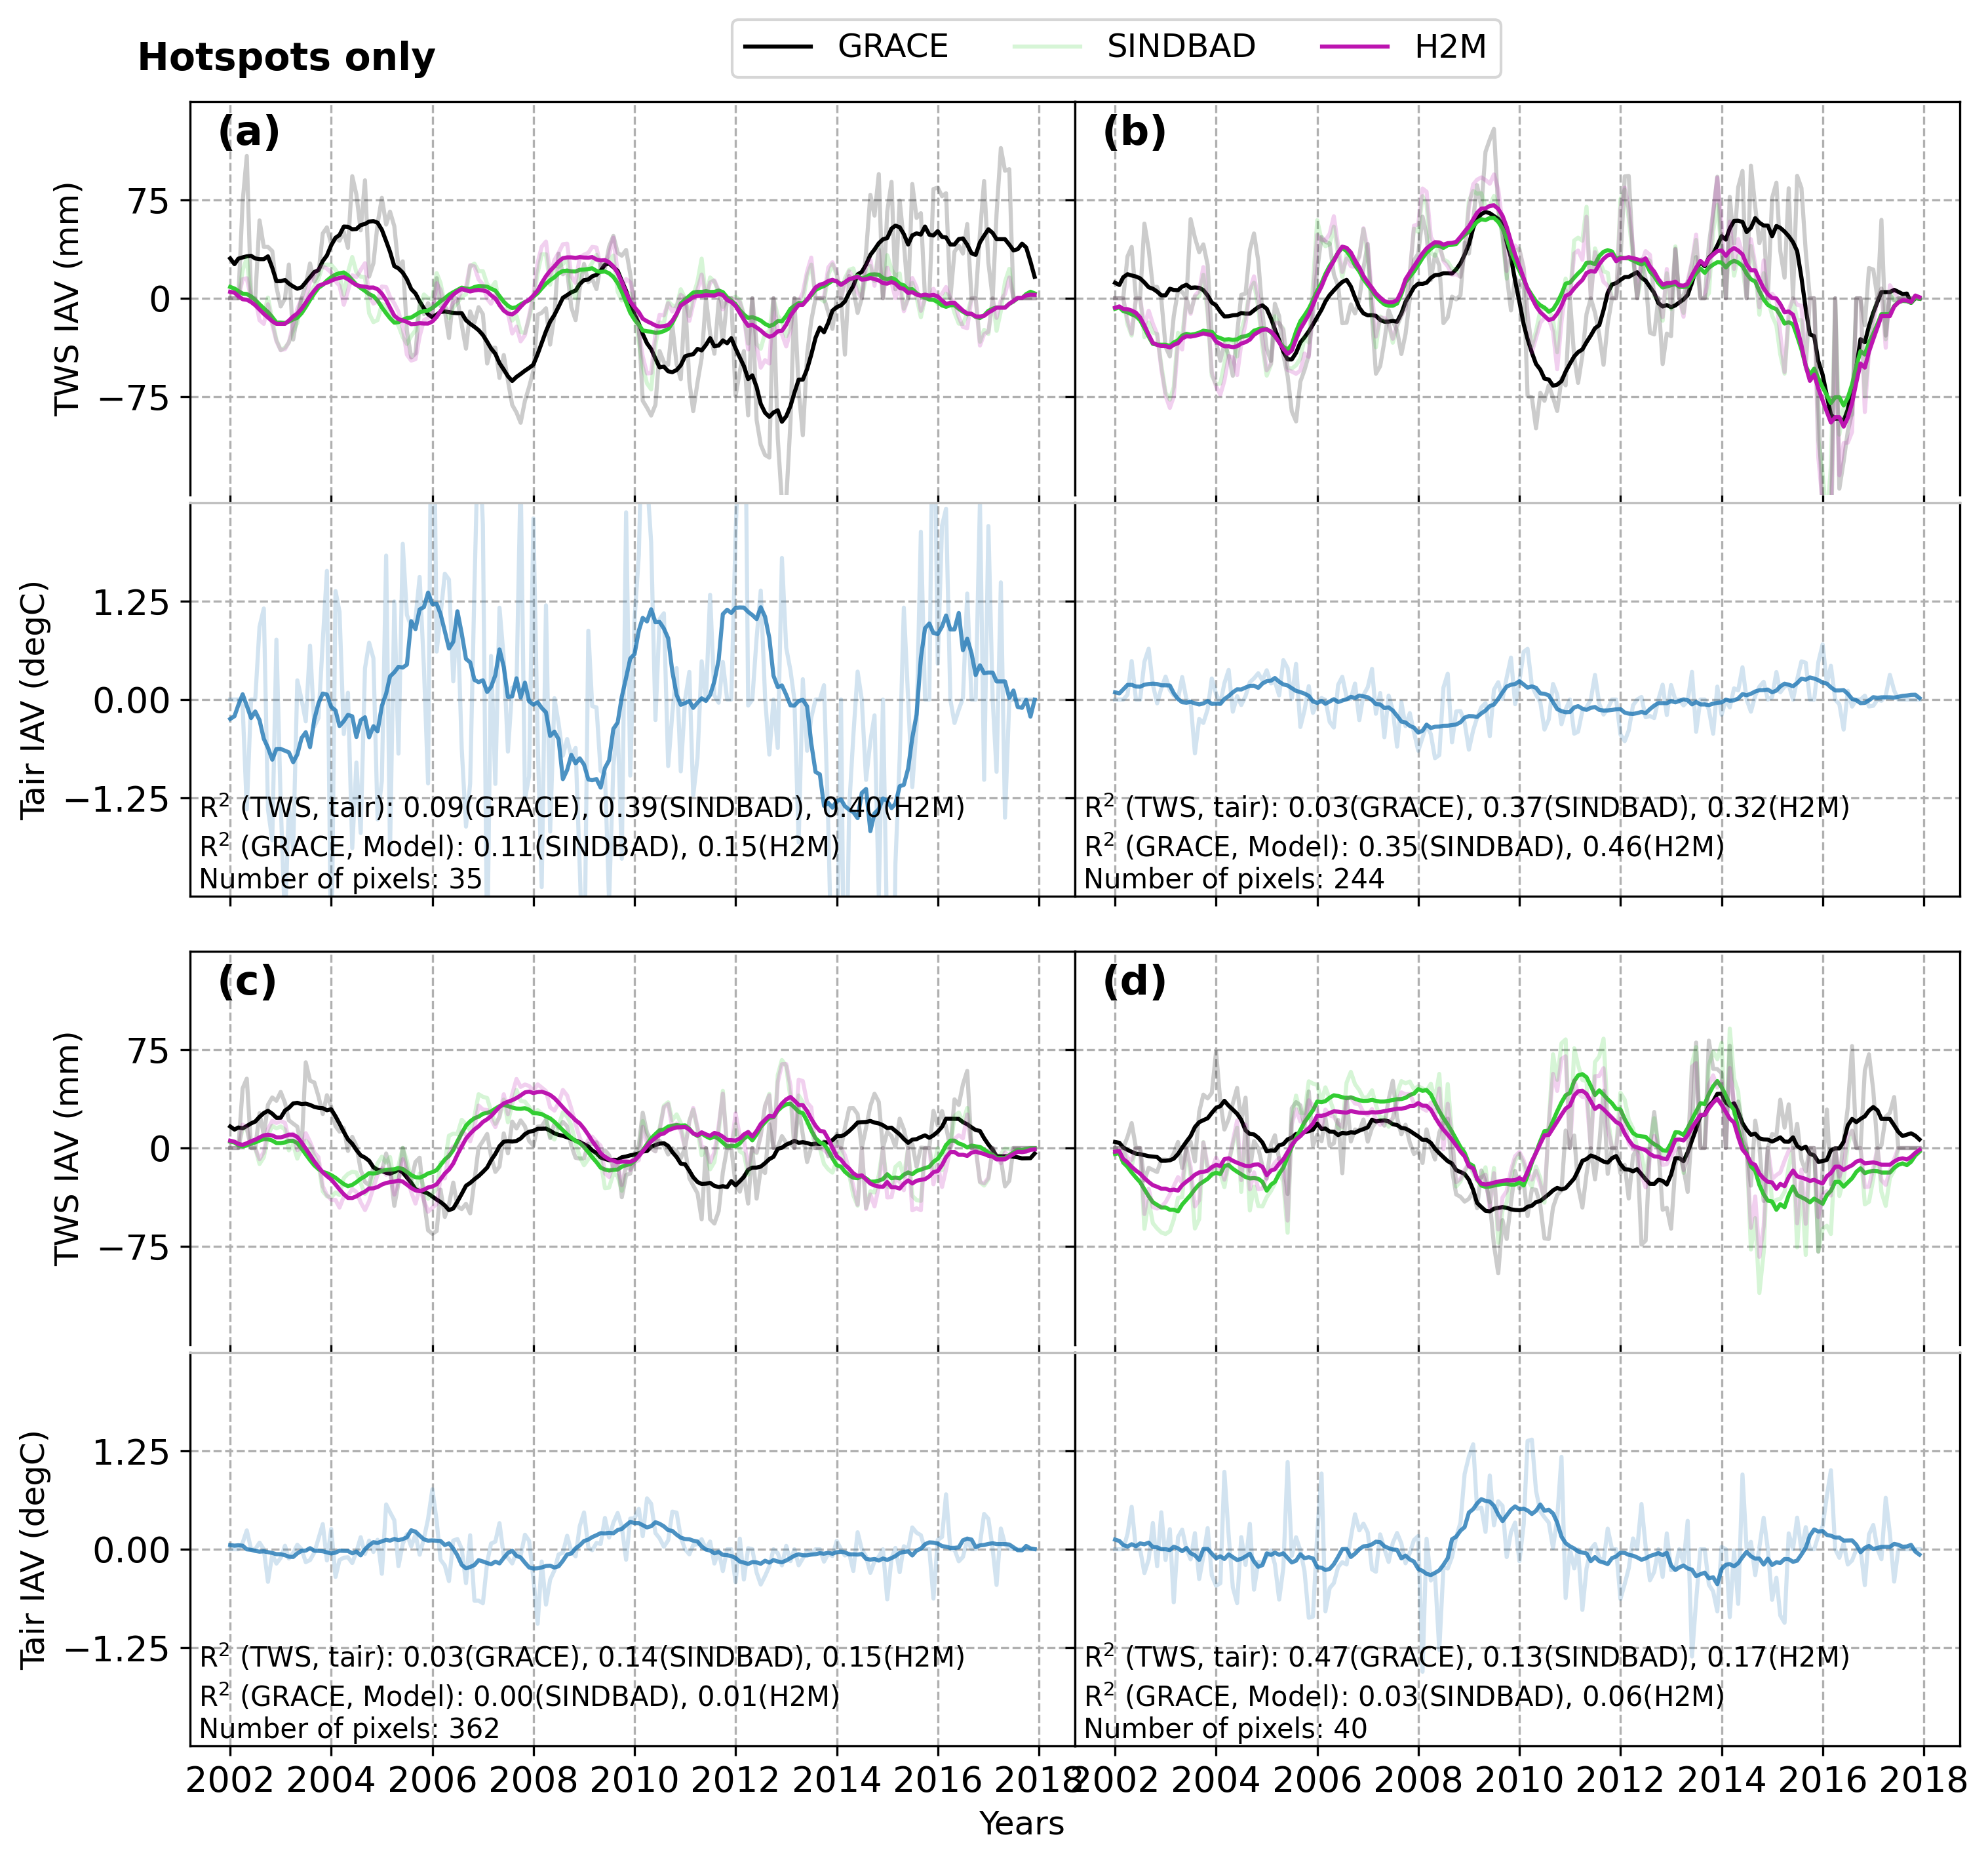 Hotspots only
GRACE SINDBAD H2M
(a)
(b)
TWS IAV (mm)
75
0
−75
Tair IAV (degC)
1.25
0.00
−1.25
R² (TWS, tair): 0.09(GRACE), 0.39(SINDBAD), 0.40(H2M)
R² (GRACE, Model): 0.11(SINDBAD), 0.15(H2M)
Number of pixels: 35
R² (TWS, tair): 0.03(GRACE), 0.37(SINDBAD), 0.32(H2M)
R² (GRACE, Model): 0.35(SINDBAD), 0.46(H2M)
Number of pixels: 244
(c)
(d)
TWS IAV (mm)
75
0
−75
Tair IAV (degC)
1.25
0.00
−1.25
R² (TWS, tair): 0.03(GRACE), 0.14(SINDBAD), 0.15(H2M)
R² (GRACE, Model): 0.00(SINDBAD), 0.01(H2M)
Number of pixels: 362
R² (TWS, tair): 0.47(GRACE), 0.13(SINDBAD), 0.17(H2M)
R² (GRACE, Model): 0.03(SINDBAD), 0.06(H2M)
Number of pixels: 40
2002 2004 2006 2008 2010 2012 2014 2016 2018
2002 2004 2006 2008 2010 2012 2014 2016 2018
Years